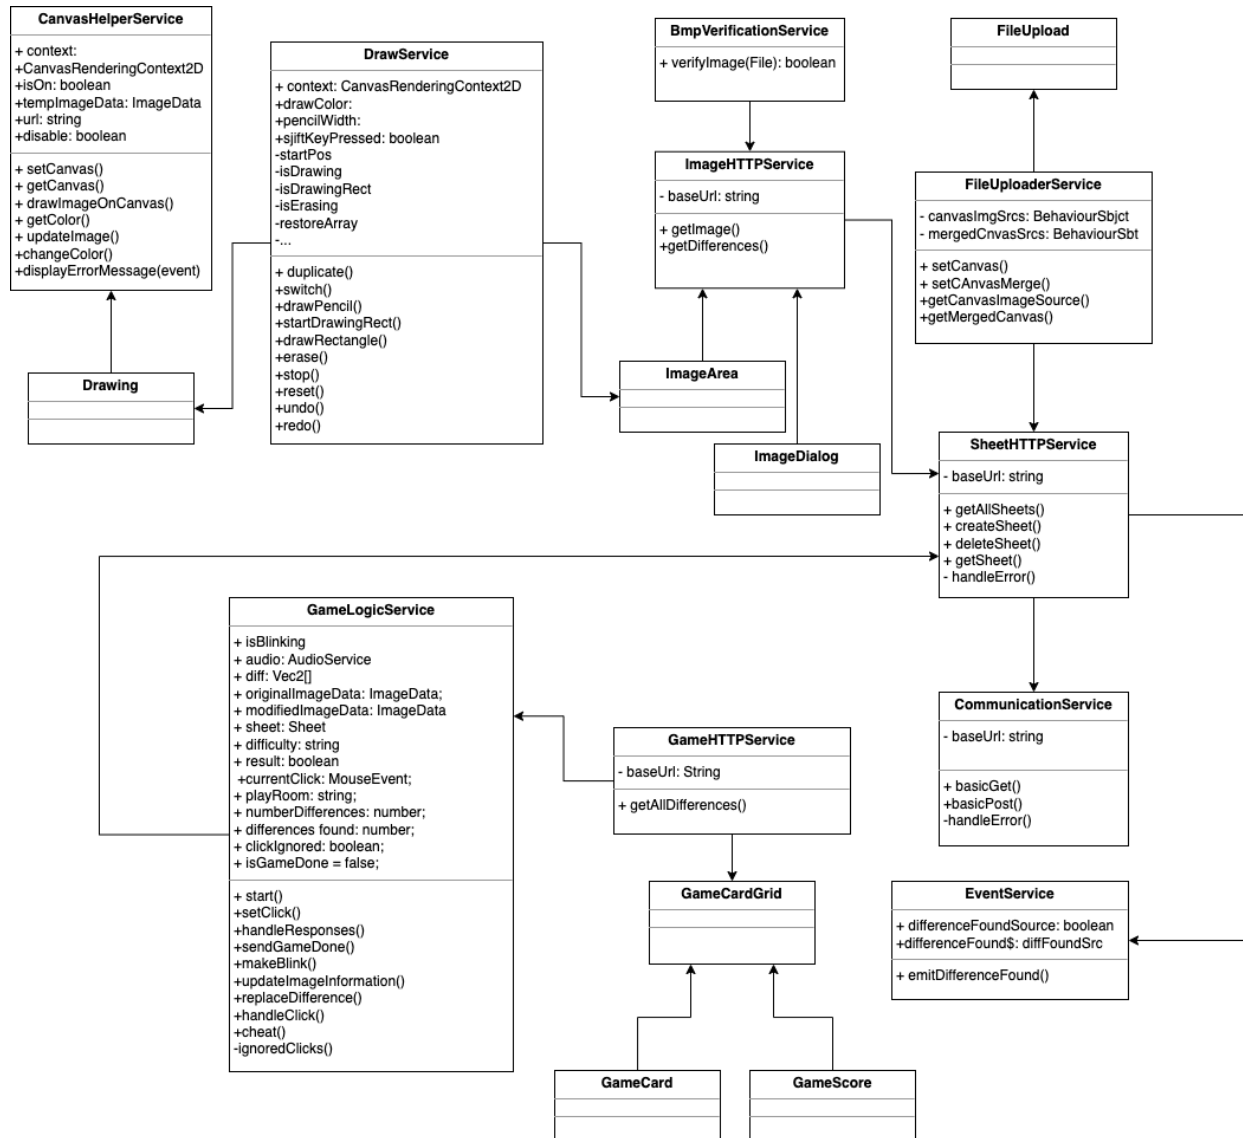 CanvasHelperService
+ context:
+CanvasRenderingContext2D
+isOn: boolean
+tempImageData: ImageData
+url: string
+disable: boolean
+ setCanvas()
+ getCanvas()
+ drawImageOnCanvas()
+ getColor()
+ updateImage()
+changeColor()
+displayErrorMessage(event)
Drawing
DrawService
+ context: CanvasRenderingContext2D
+drawColor:
+pencilWidth:
+sjiftKeyPressed: boolean
-startPos
-isDrawing
-isDrawingRect
-isErasing
-restoreArray
-...
+ duplicate()
+switch()
+drawPencil()
+startDrawingRect()
+drawRectangle()
+erase()
+stop()
+reset()
+undo()
+redo()
BmpVerificationService
+ verifyImage(File): boolean
ImageHTTPService
- baseUrl: string
+ getImage()
+getDifferences()
ImageArea
ImageDialog
FileUpload
FileUploaderService
- canvasImgSrcs: BehaviourSbjct
- mergedCnvasSrcs: BehaviourSbt
+ setCanvas()
+ setCAnvasMerge()
+getCanvasImageSource()
+getMergedCanvas()
SheetHTTPService
- baseUrl: string
+ getAllSheets()
+ createSheet()
+ deleteSheet()
+ getSheet()
- handleError()
GameLogicService
+ isBlinking
+ audio: AudioService
+ diff: Vec2[]
+ originalImageData: ImageData;
+ modifiedImageData: ImageData
+ sheet: Sheet
+ difficulty: string
+ result: boolean
+currentClick: MouseEvent;
+ playRoom: string;
+ numberDifferences: number;
+ differences found: number;
+ clickIgnored: boolean;
+ isGameDone = false;
+ start()
+setClick()
+handleResponses()
+sendGameDone()
+makeBlink()
+updateImageInformation()
+replaceDifference()
+handleClick()
+cheat()
-ignoredClicks()
GameHTTPService
- baseUrl: String
+ getAllDifferences()
GameCardGrid
GameCard
GameScore
CommunicationService
- baseUrl: string
+ basicGet()
+basicPost()
-handleError()
EventService
+ differenceFoundSource: boolean
+differenceFound$: diffFoundSrc
+ emitDifferenceFound()